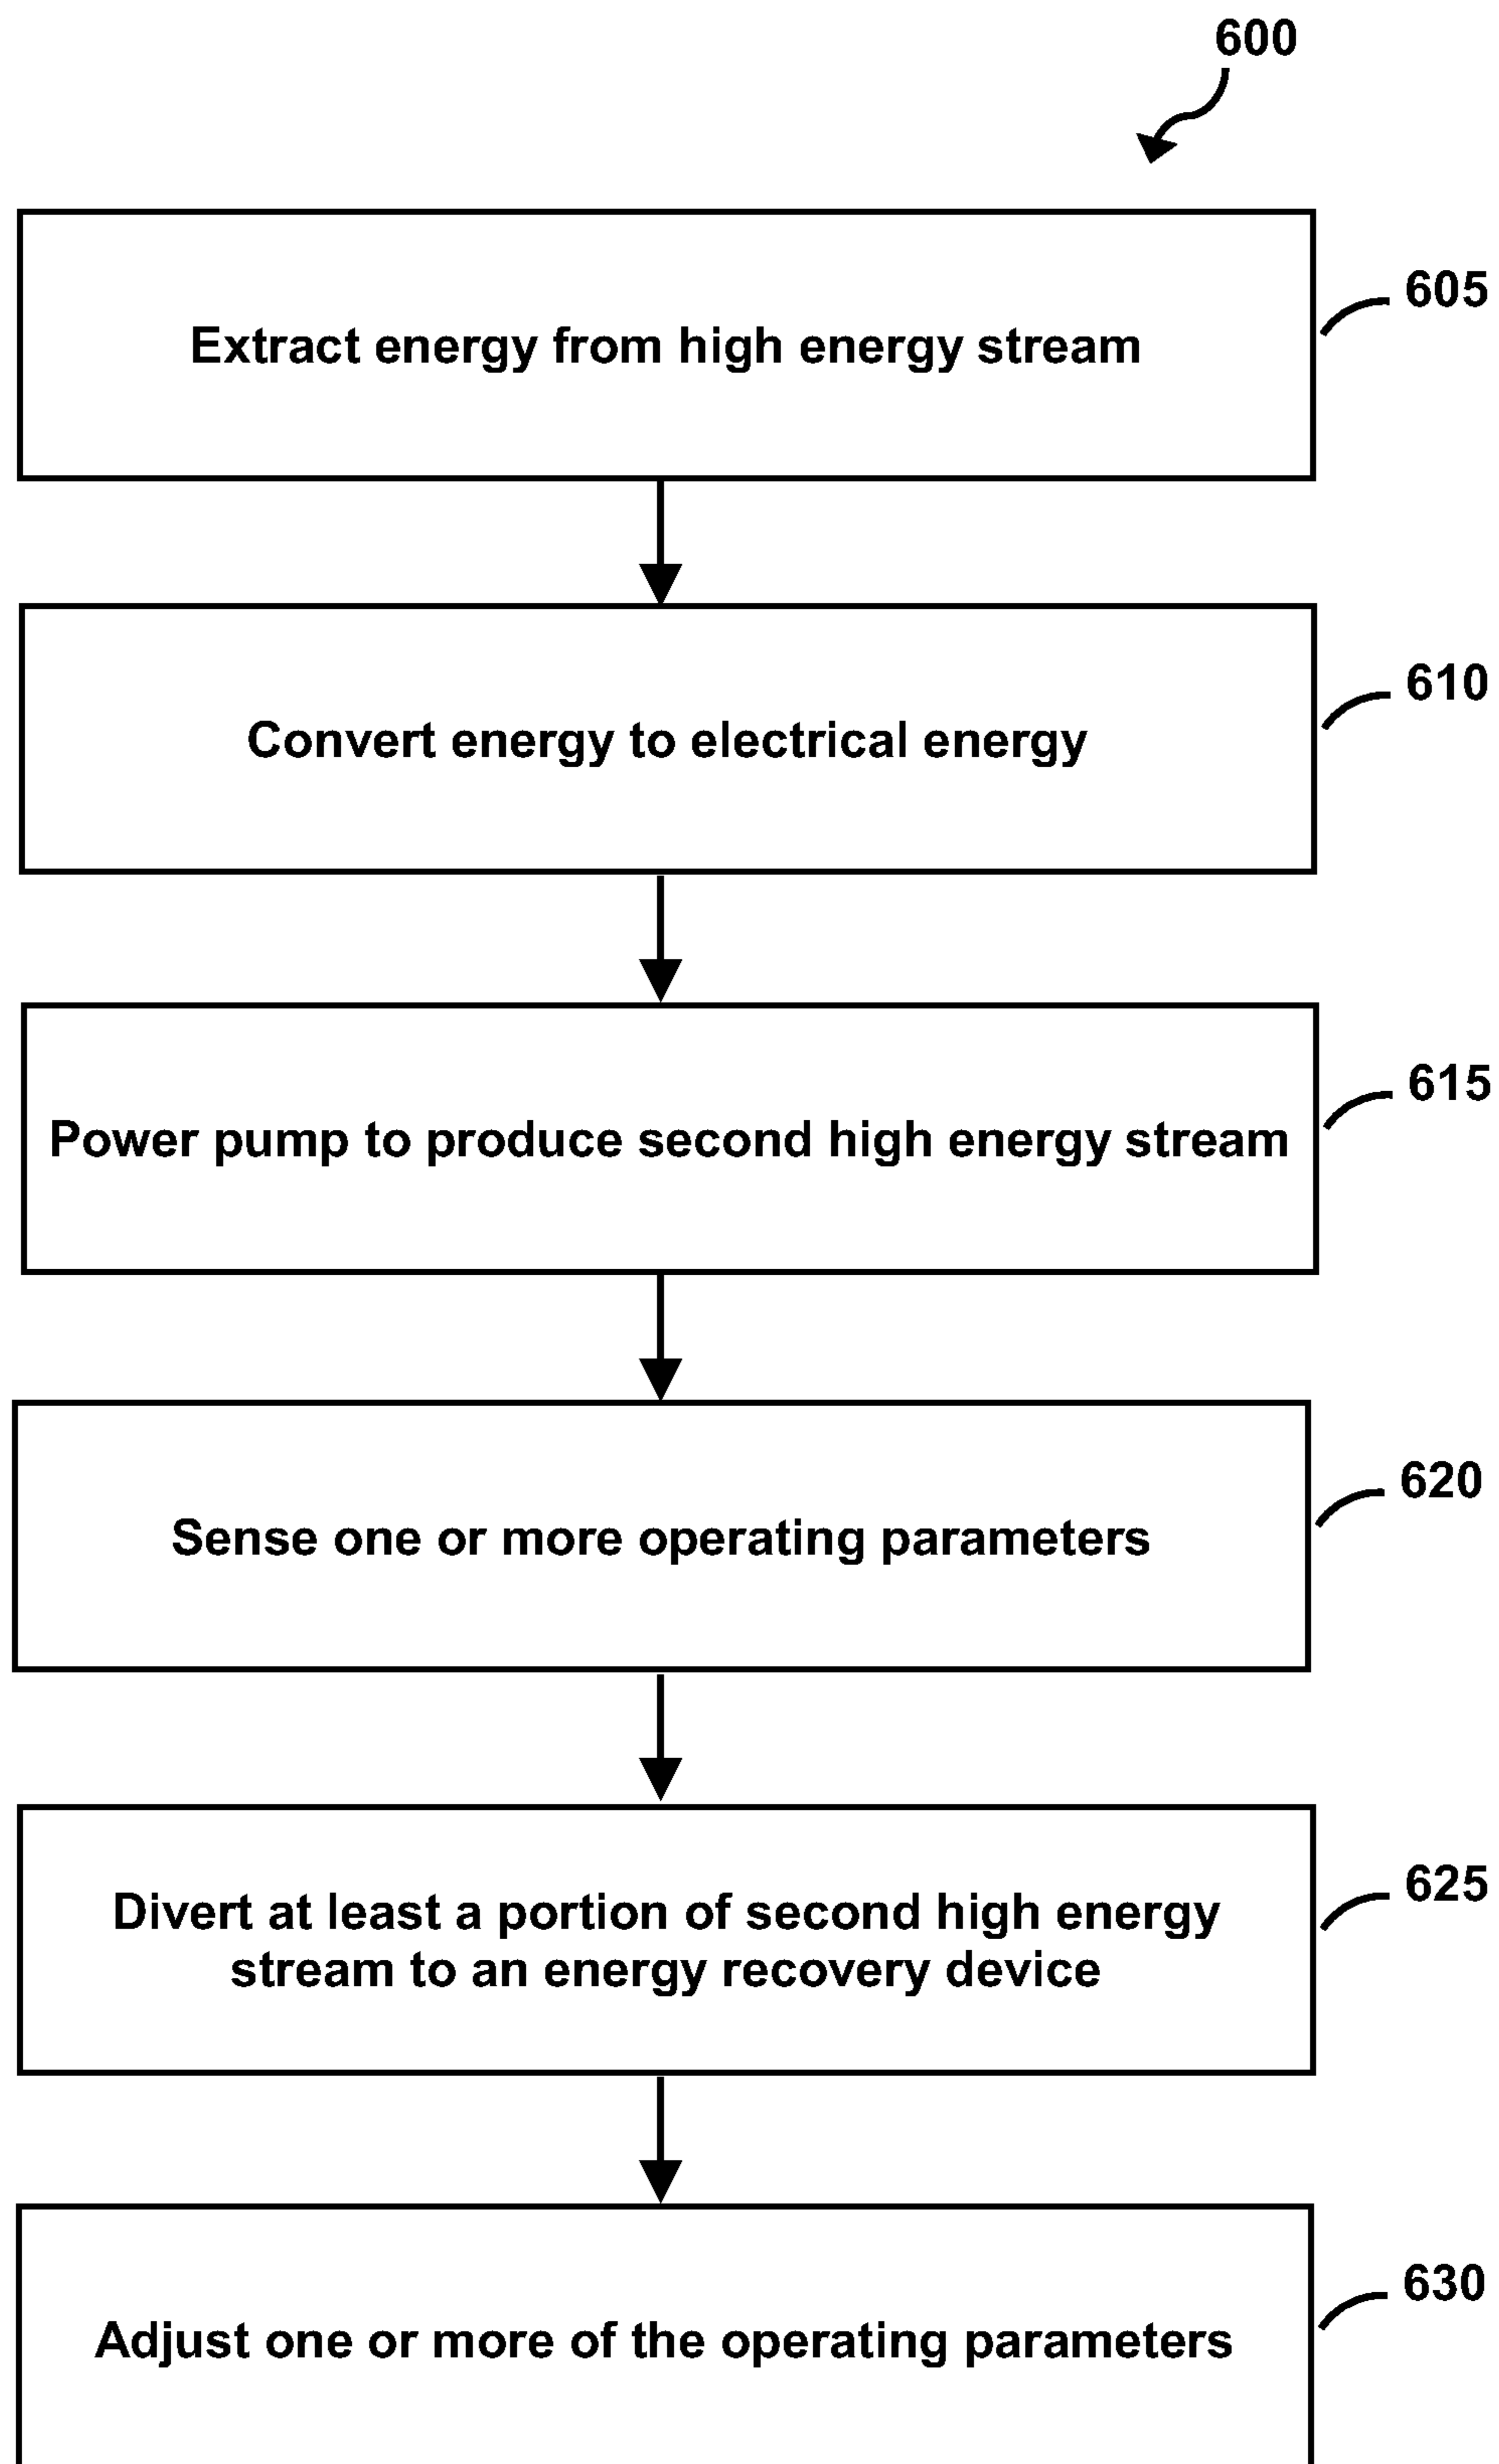 600
Extract energy from high energy stream
605
Convert energy to electrical energy
610
Power pump to produce second high energy stream
615
Sense one or more operating parameters
620
Divert at least a portion of second high energy
stream to an energy recovery device
625
Adjust one or more of the operating parameters
630